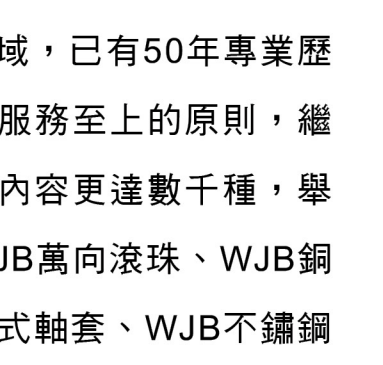 域，已有50年專業歷
服務至上的原則，繼
內容更達數千種，舉
JB萬向滾珠、WJB銅
式軸套、WJB不鏽鋼